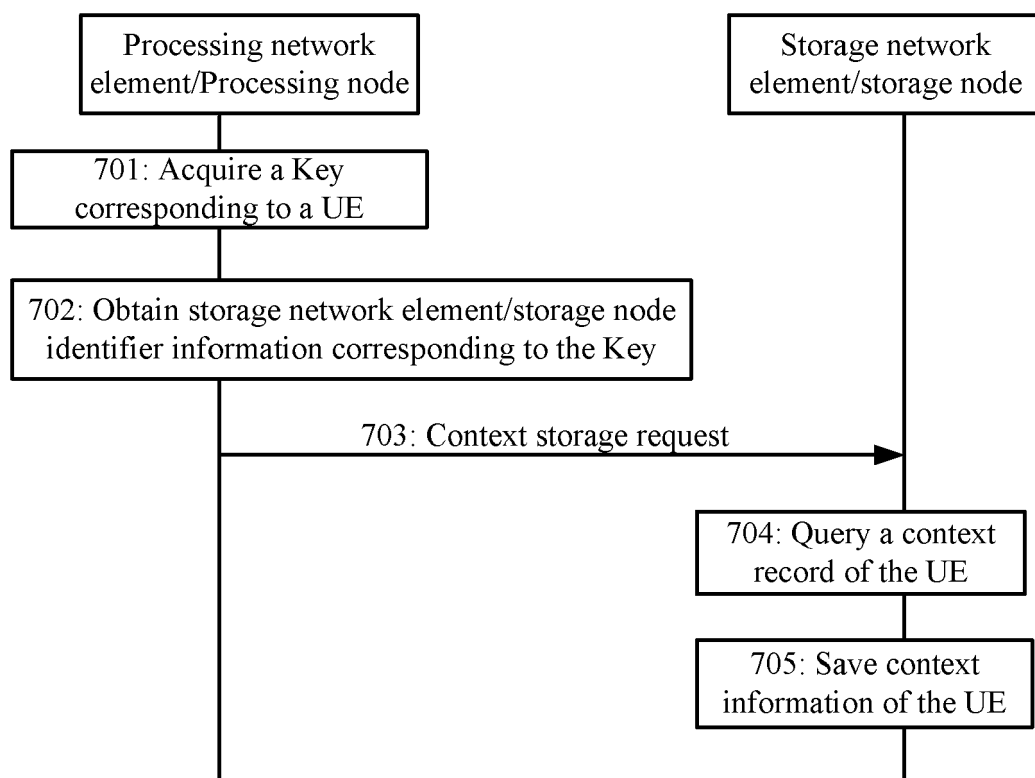 Processing network
element/Processing node
Storage network
element/storage node
701: Acquire a Key
corresponding to a UE
702: Obtain storage network element/storage node
identifier information corresponding to the Key
703: Context storage request
704: Query a context
record of the UE
705: Save context
information of the UE